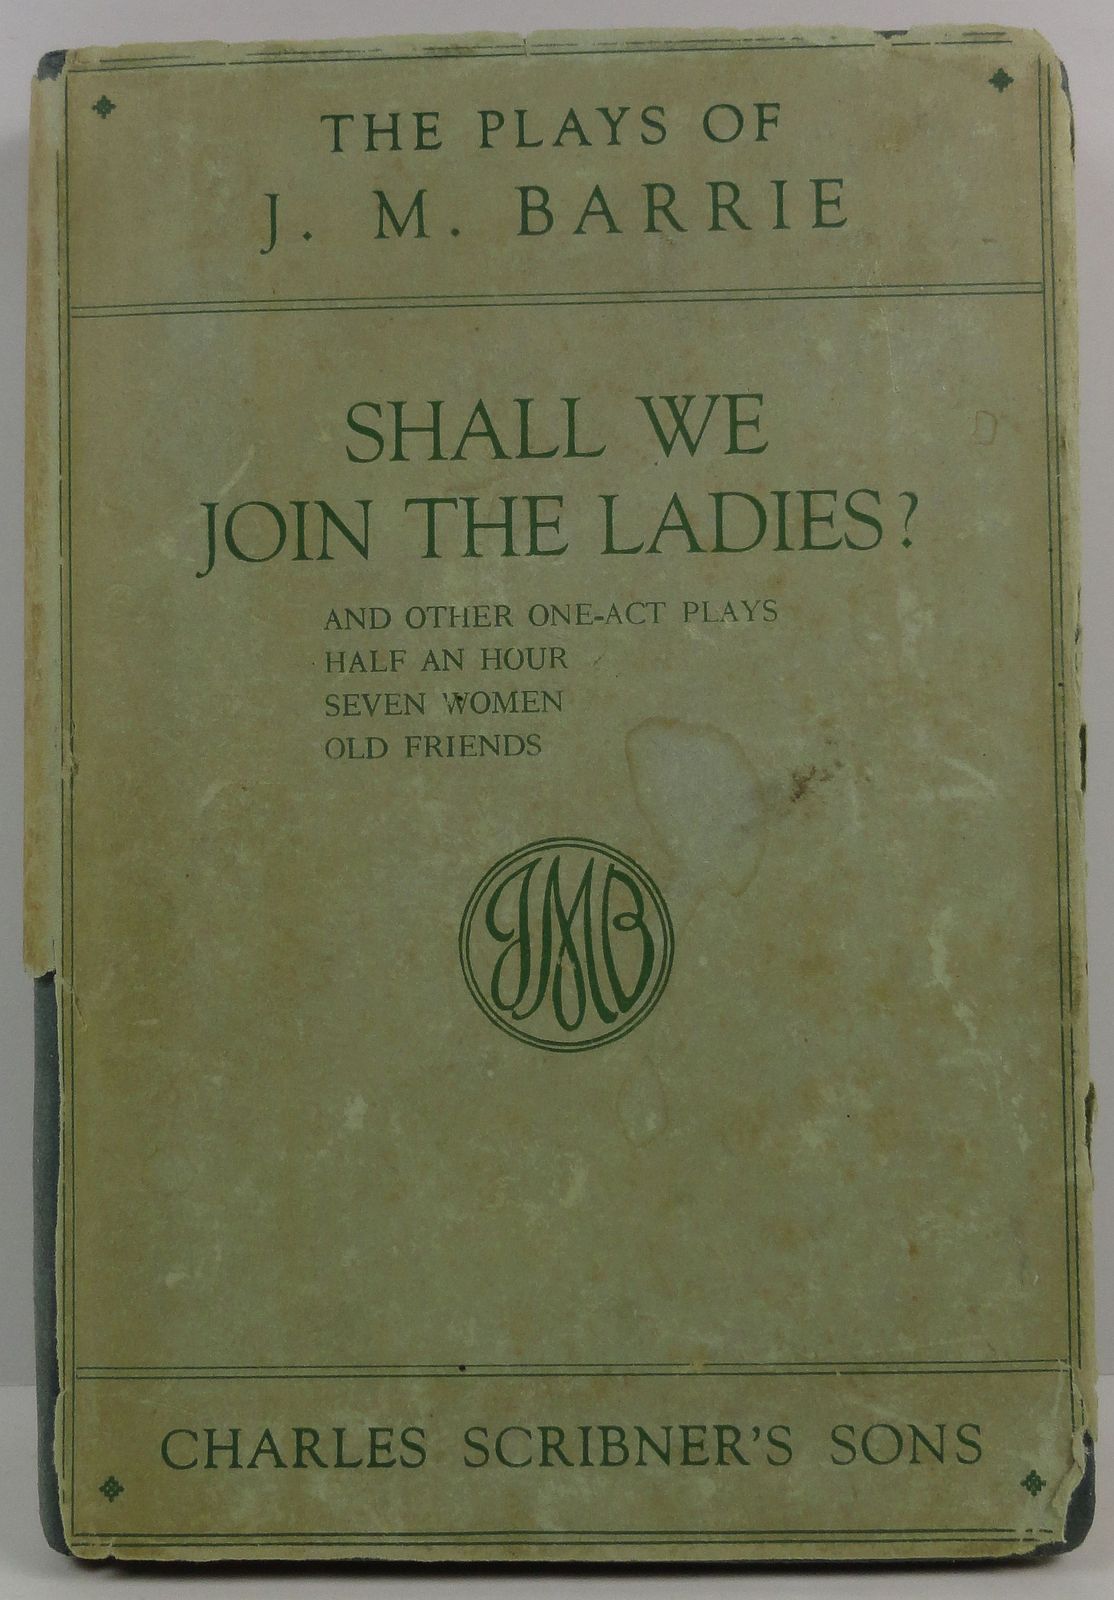 THE PLAYS OF
J. M. BARRIE
SHALL WE
JOIN THE LADIES?
AND OTHER ONE-ACT PLAYS
HALF AN HOUR
SEVEN WOMEN
OLD FRIENDS
JMB
CHARLES SCRIBNER'S SONS